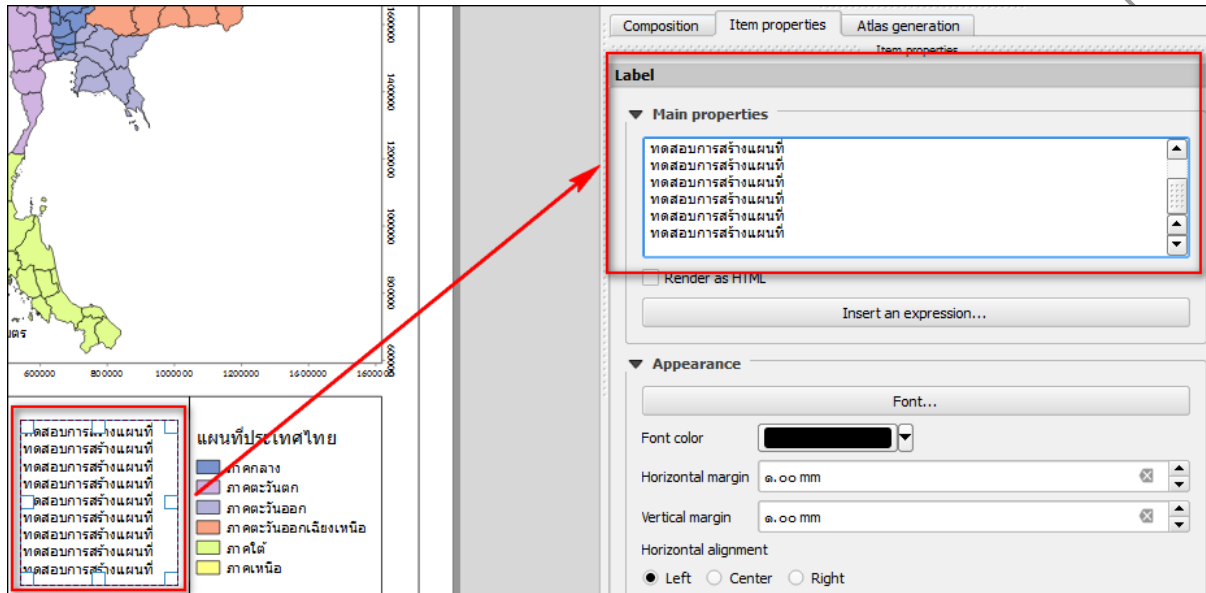 1600000
1400000
1200000
1000000
800000
600000
600000
800000
1000000
1200000
1400000
1600000
ทดสอบการสร้างแผนที่
ทดสอบการสร้างแผนที่
ทดสอบการสร้างแผนที่
ทดสอบการสร้างแผนที่
ทดสอบการสร้างแผนที่
ทดสอบการสร้างแผนที่
ทดสอบการสร้างแผนที่
ทดสอบการสร้างแผนที่
ทดสอบการสร้างแผนที่
แผนที่ประเทศไทย
ภาคกลาง
ภาคตะวันตก
ภาคตะวันออก
ภาคตะวันออกเฉียงเหนือ
ภาคใต้
ภาคเหนือ
Composition Item properties Atlas generation
Item properties
Label
Main properties
ทดสอบการสร้างแผนที่
ทดสอบการสร้างแผนที่
ทดสอบการสร้างแผนที่
ทดสอบการสร้างแผนที่
ทดสอบการสร้างแผนที่
ทดสอบการสร้างแผนที่
Render as HTML
Insert an expression...
Appearance
Font...
Font color
Horizontal margin ๑.๐๐ mm
Vertical margin ๑.๐๐ mm
Horizontal alignment
Left Center Right